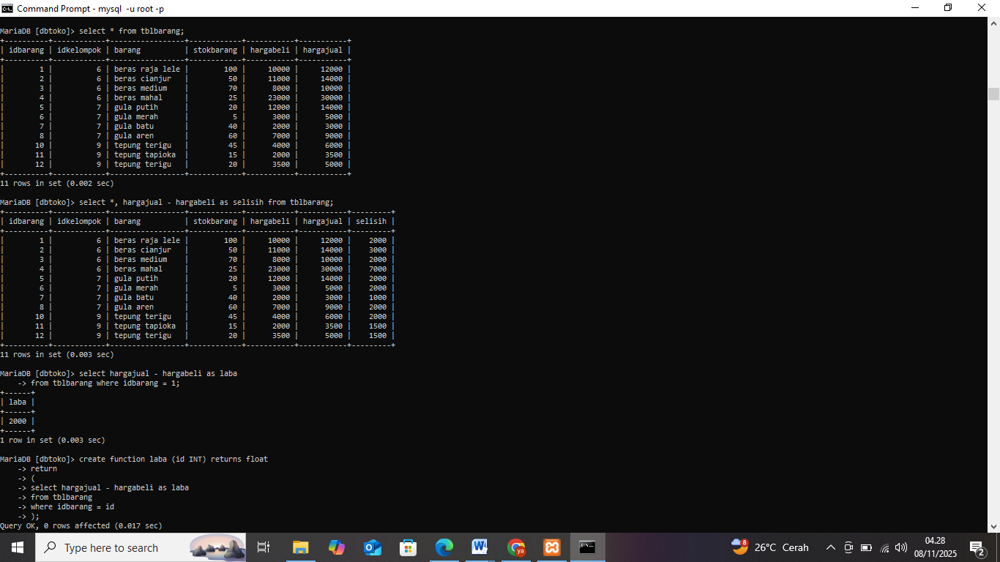 Command Prompt - mysql -u root -p
MariaDB [dbtoko]> select * from tblbarang;
+----------+------------+-----------------+------------+-----------+-----------+
| idbarang | idkelompok | barang          | stokbarang | hargabeli | hargajual |
+----------+------------+-----------------+------------+-----------+-----------+
|        1 |          6 | beras raja lele |        100 |     10000 |     12000 |
|        2 |          6 | beras cianjur   |         50 |     11000 |     14000 |
|        3 |          6 | beras medium    |         70 |      8000 |     10000 |
|        4 |          6 | beras mahal     |         25 |     23000 |     30000 |
|        5 |          7 | gula putih      |         20 |     12000 |     14000 |
|        6 |          7 | gula merah      |          5 |      3000 |      5000 |
|        7 |          7 | gula batu       |         40 |      2000 |      3000 |
|        8 |          7 | gula aren       |         60 |      7000 |      9000 |
|       10 |          9 | tepung terigu   |         45 |      4000 |      6000 |
|       11 |          9 | tepung tapioka  |         15 |      2000 |      3500 |
|       12 |          9 | tepung terigu   |         20 |      3500 |      5000 |
+----------+------------+-----------------+------------+-----------+-----------+
11 rows in set (0.002 sec)
MariaDB [dbtoko]> select *, hargajual - hargabeli as selisih from tblbarang;
+----------+------------+-----------------+------------+-----------+-----------+---------+
| idbarang | idkelompok | barang          | stokbarang | hargabeli | hargajual | selisih |
+----------+------------+-----------------+------------+-----------+-----------+---------+
|        1 |          6 | beras raja lele |        100 |     10000 |     12000 |    2000 |
|        2 |          6 | beras cianjur   |         50 |     11000 |     14000 |    3000 |
|        3 |          6 | beras medium    |         70 |      8000 |     10000 |    2000 |
|        4 |          6 | beras mahal     |         25 |     23000 |     30000 |    7000 |
|        5 |          7 | gula putih      |         20 |     12000 |     14000 |    2000 |
|        6 |          7 | gula merah      |          5 |      3000 |      5000 |    2000 |
|        7 |          7 | gula batu       |         40 |      2000 |      3000 |    1000 |
|        8 |          7 | gula aren       |         60 |      7000 |      9000 |    2000 |
|       10 |          9 | tepung terigu   |         45 |      4000 |      6000 |    2000 |
|       11 |          9 | tepung tapioka  |         15 |      2000 |      3500 |    1500 |
|       12 |          9 | tepung terigu   |         20 |      3500 |      5000 |    1500 |
+----------+------------+-----------------+------------+-----------+-----------+---------+
11 rows in set (0.003 sec)
MariaDB [dbtoko]> select hargajual - hargabeli as laba
    -> from tblbarang where idbarang = 1;
+------+
| laba |
+------+
| 2000 |
+------+
1 row in set (0.003 sec)
MariaDB [dbtoko]> create function laba (id INT) returns float
    -> return
    -> (
    -> select hargajual - hargabeli as laba
    -> from tblbarang
    -> where idbarang = id
    -> );
Query OK, 0 rows affected (0.017 sec)
Type here to search
ya
8
26°C Cerah
04.28
08/11/2025
2